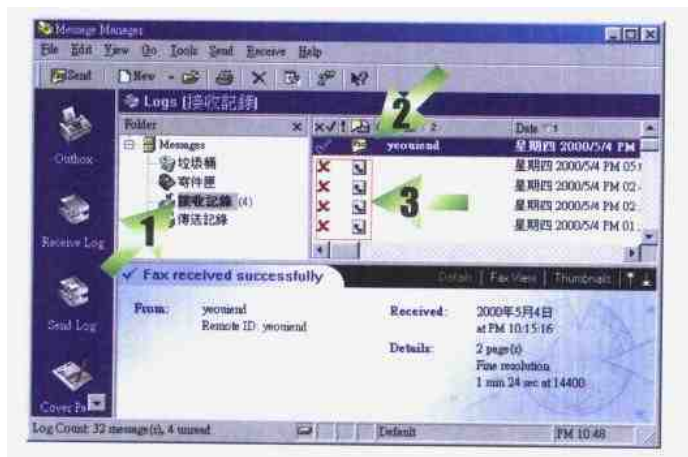 Message Manager
File Edit View Go Tools Send Receive Help
Send New
Logs [接收記錄]
Folder
Date
Messages
垃圾桶
寄件匣
接收記錄 (4)
傳送記錄
yeouiend 星期四 2000/5/4 PM
星期四 2000/5/4 PM 05:
星期四 2000/5/4 PM 02:
星期四 2000/5/4 PM 02:
星期四 2000/5/4 PM 01:
1
2
3
Outbox
Receive Log
Send Log
Cover Pa
Fax received successfully
Details Fax View Thumbnails
From: yeouiend
Remote ID: yeouiend
Received: 2000年5月4日
at PM 10:15:16
Details: 2 page(s)
Fine resolution
1 min 24 sec at 14400
Log Count: 32 message(s), 4 unread
Default
PM 10:48